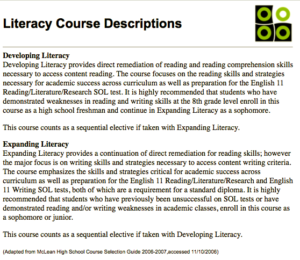 Literacy Course Descriptions
Developing Literacy
Developing Literacy provides direct remediation of reading and reading comprehension skills
necessary to access content reading. The course focuses on the reading skills and strategies
necessary for academic success across curriculum as well as preparation for the English 11
Reading/Literature/Research SOL test. It is highly recommended that students who have
demonstrated weaknesses in reading and writing skills at the 8th grade level enroll in this
course as a high school freshman and continue in Expanding Literacy as a sophomore.
This course counts as a sequential elective if taken with Expanding Literacy.
Expanding Literacy
Expanding Literacy provides a continuation of direct remediation for reading skills; however
the major focus is on writing skills and strategies necessary to access content writing criteria.
The course emphasizes the skills and strategies critical for academic success across
curriculum as well as preparation for the English 11 Reading/Literature/Research and English
11 Writing SOL tests, both of which are a requirement for a standard diploma. It is highly
recommended that students who have previously been unsuccessful on SOL tests or have
demonstrated reading and/or writing weaknesses in academic classes, enroll in this course as
a sophomore or junior.
This course counts as a sequential elective if taken with Developing Literacy.
(Adapted from McLean High School Course Selection Guide 2006-2007,accessed 11/10/2006)